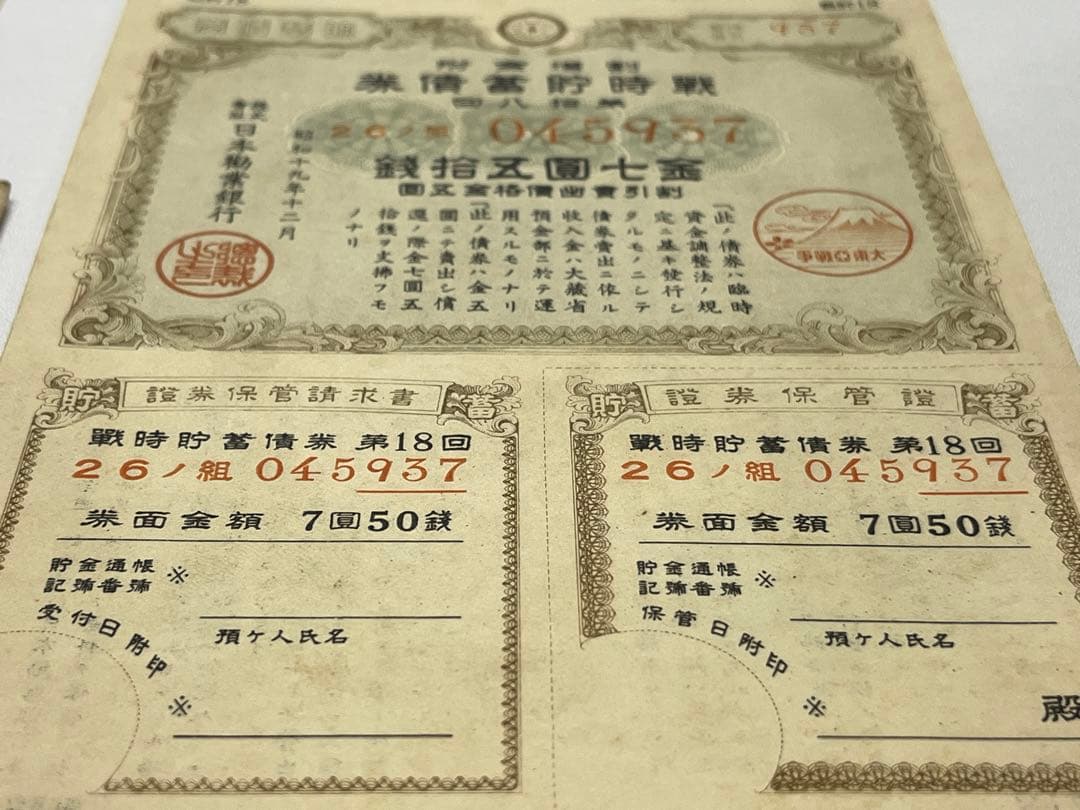 割増金附
戰時貯蓄債券
第拾八回
26ノ組 045937
金七圓五拾錢
割引賣出價格金五圓
大東亞戰爭
「此ノ債券ハ臨時
資金調整法ノ規
定ニ基キ發行シ
タルモノニシテ
債券賣出ニ依ル
收入金ハ大藏省
預金部ニ於テ運
用スルモノナリ
「此ノ債券ハ金五
圓ニテ賣出シ償
還ノ際金七圓五
拾錢ヲ支拂フモ
ノナリ
昭和十九年十二月
株式會社日本勸業銀行
貯蓄
證券保管請求書
戰時貯蓄債券 第18回
26ノ組 045937
券面金額 7圓50錢
貯金通帳
記號番號 ※
受付日附印
預ケ人氏名
※
貯蓄
證券保管證
戰時貯蓄債券 第18回
26ノ組 045937
券面金額 7圓50錢
貯金通帳
記號番號 ※
保管日附印
預ケ人氏名
※
殿